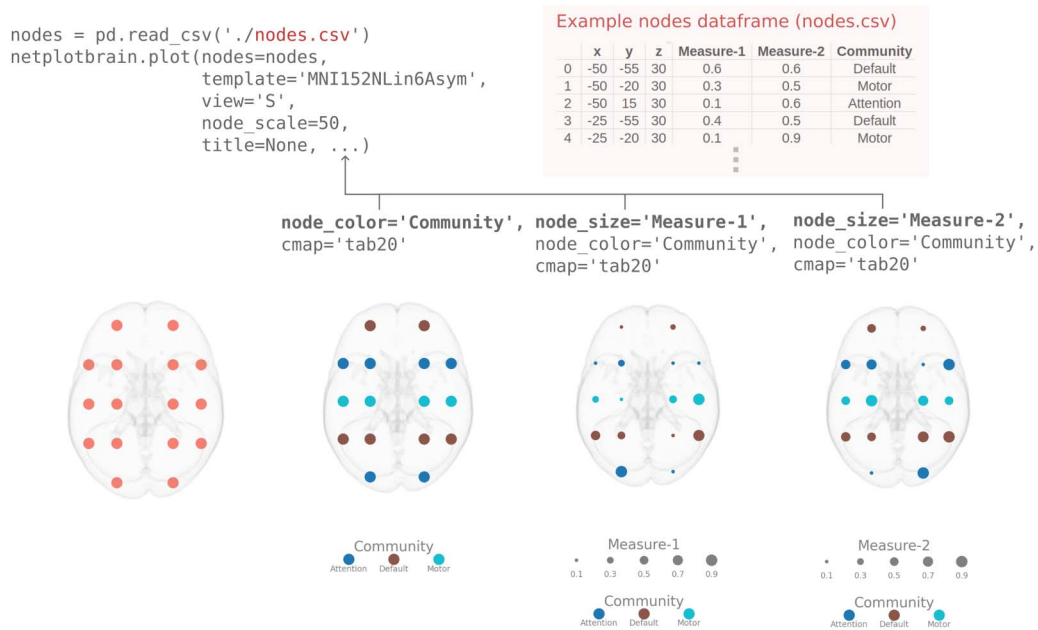 nodes = pd.read_csv('./nodes.csv')
netplotbrain.plot(nodes=nodes,
template='MNI152NLin6Asym',
view='S',
node_scale=50,
title=None, ...)
Example nodes dataframe (nodes.csv)
x y z Measure-1 Measure-2 Community
0 -50 -55 30 0.6 0.6 Default
1 -50 -20 30 0.3 0.5 Motor
2 -50 15 30 0.1 0.6 Attention
3 -25 -55 30 0.4 0.5 Default
4 -25 -20 30 0.1 0.9 Motor
node_color='Community',
cmap='tab20'
node_size='Measure-1',
node_color='Community',
cmap='tab20'
node_size='Measure-2',
node_color='Community',
cmap='tab20'
Community
Attention Default Motor
Measure-1
0.1 0.3 0.5 0.7 0.9
Community
Attention Default Motor
Measure-2
0.1 0.3 0.5 0.7 0.9
Community
Attention Default Motor